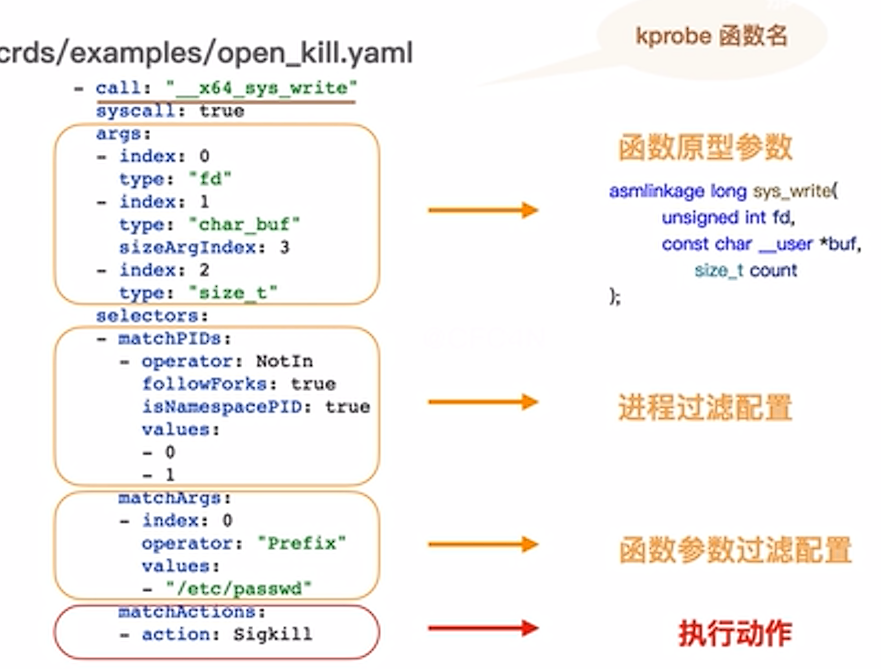 kprobe 函数名
crds/examples/open_kill.yaml
- call: "__x64_sys_write"
syscall: true
args:
- index: 0
type: "fd"
- index: 1
type: "char_buf"
sizeArgIndex: 3
- index: 2
type: "size_t"
函数原型参数
asmlinkage long sys_write(
unsigned int fd,
const char __user *buf,
size_t count
);
selectors:
- matchPIDs:
- operator: NotIn
followForks: true
isNamespacePID: true
values:
- 0
- 1
进程过滤配置
matchArgs:
- index: 0
operator: "Prefix"
values:
- "/etc/passwd"
函数参数过滤配置
matchActions:
- action: Sigkill
执行动作